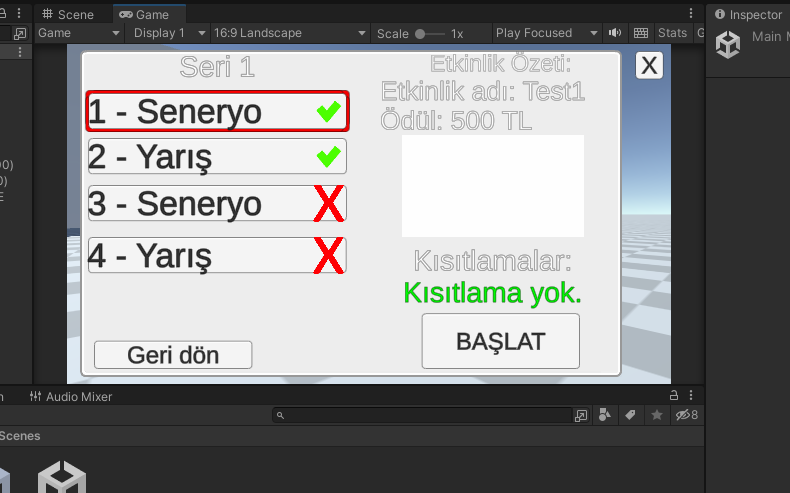 Scene
Game
Inspector
Game
Display 1
16:9 Landscape
Scale
1x
Play Focused
Stats
G
Main M
Seri 1
Etkinlik Özeti:
X
Etkinlik adı: Test1
Ödül: 500 TL
1 - Seneryo
2 - Yarış
3 - Seneryo
X
4 - Yarış
X
Kısıtlamalar:
Kısıtlama yok.
BAŞLAT
Geri dön
00)
0)
E
n
Audio Mixer
8
Scenes